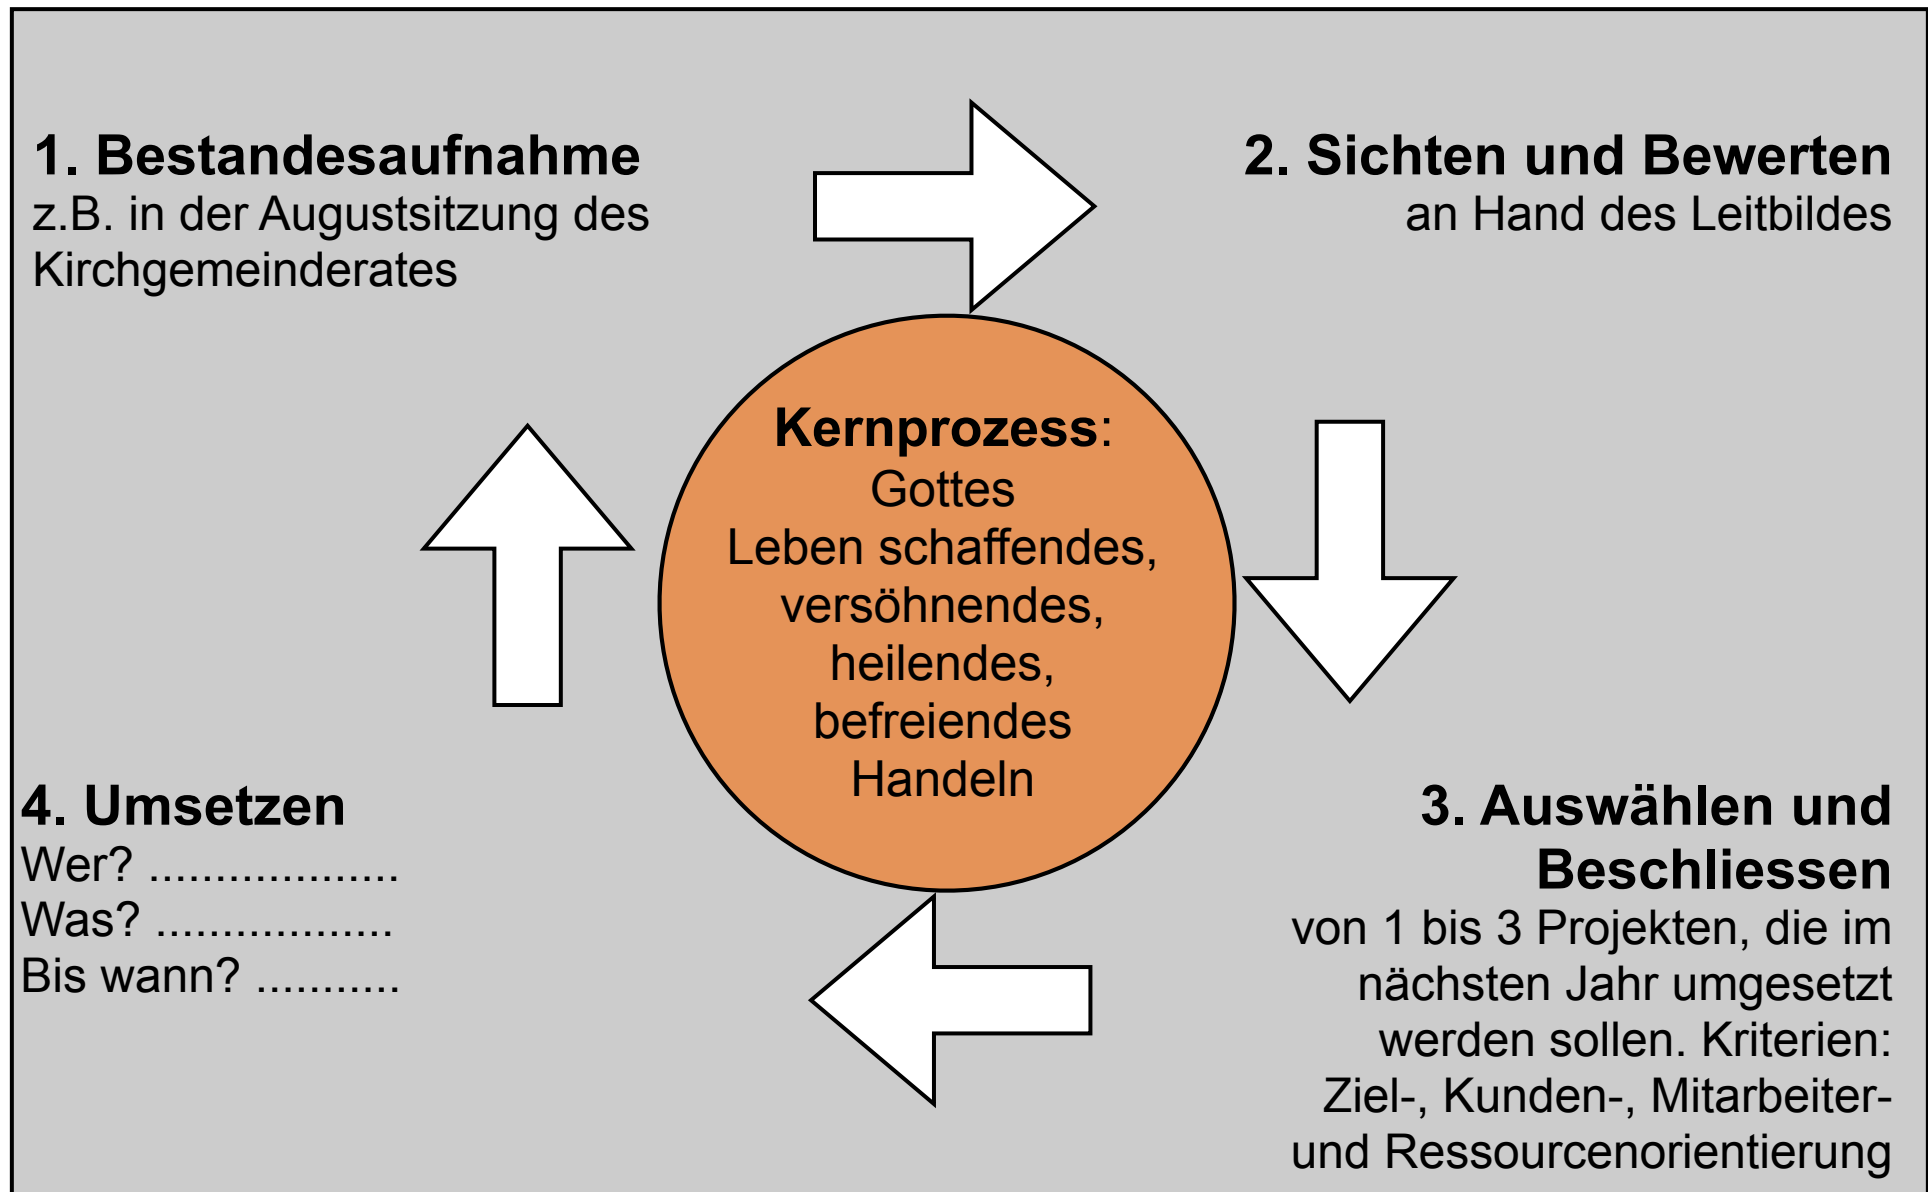 1. Bestandesaufnahme
z.B. in der Augustsitzung des
Kirchgemeinderates
2. Sichten und Bewerten
an Hand des Leitbildes
Kernprozess:
Gottes
Leben schaffendes,
versöhnendes,
heilendes,
befreiendes
Handeln
3. Auswählen und
Beschliessen
von 1 bis 3 Projekten, die im
nächsten Jahr umgesetzt
werden sollen. Kriterien:
Ziel-, Kunden-, Mitarbeiter-
und Ressourcenorientierung
4. Umsetzen
Wer? ...................
Was? ..................
Bis wann? ...........